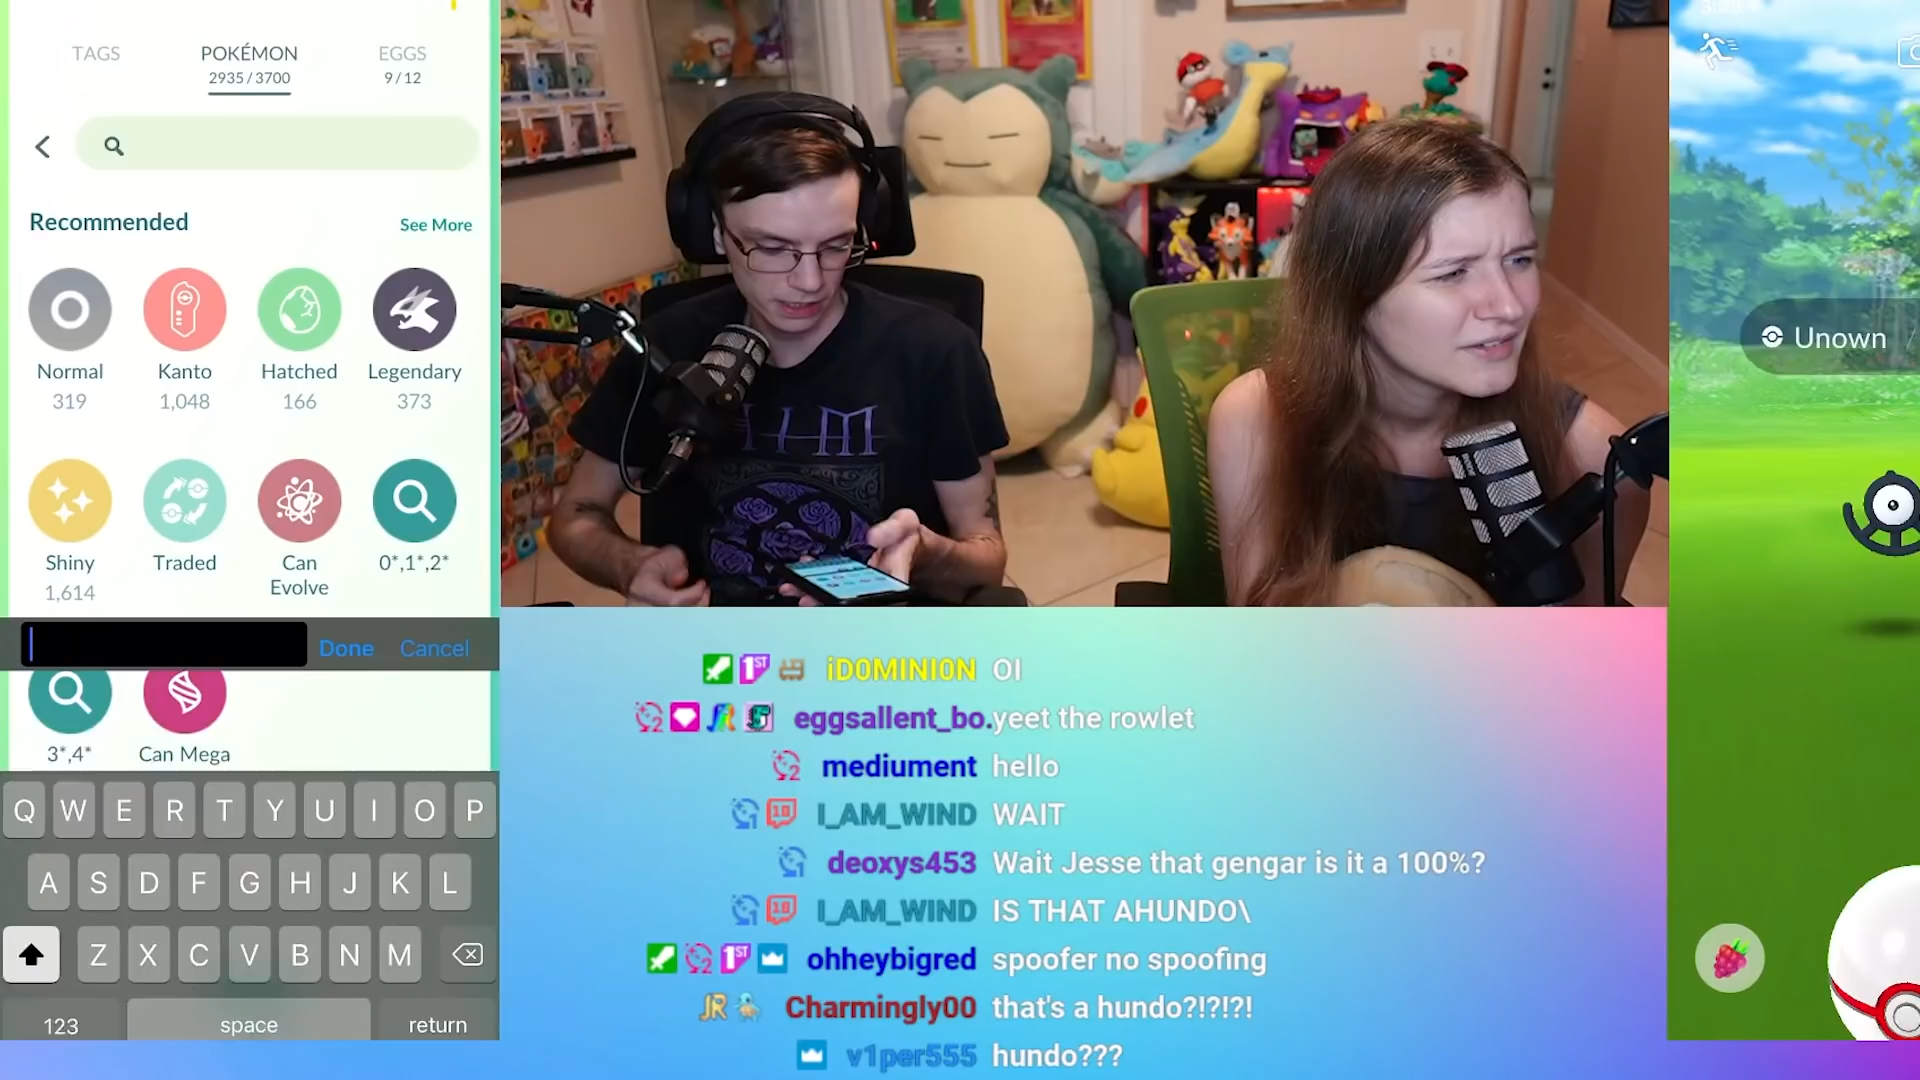 TAGS
POKÉMON
2935 / 3700
EGGS
9 / 12
Recommended
See More
Normal
319
Kanto
1,048
Hatched
166
Legendary
373
Shiny
1,614
Traded
Can
Evolve
0*,1*,2*
Done
Cancel
3*,4*
Can Mega
Q W E R T Y U I O P
A S D F G H J K L
Z X C V B N M
123
space
return
iD0MINI0N OI
eggsallent_bo. yeet the rowlet
mediument hello
I_AM_WIND WAIT
deoxys453 Wait Jesse that gengar is it a 100%?
I_AM_WIND IS THAT AHUNDO\
1ST ohheybigred spoofer no spoofing
JR Charmingly00 that's a hundo?!?!?!
v1per555 hundo???
Unown /